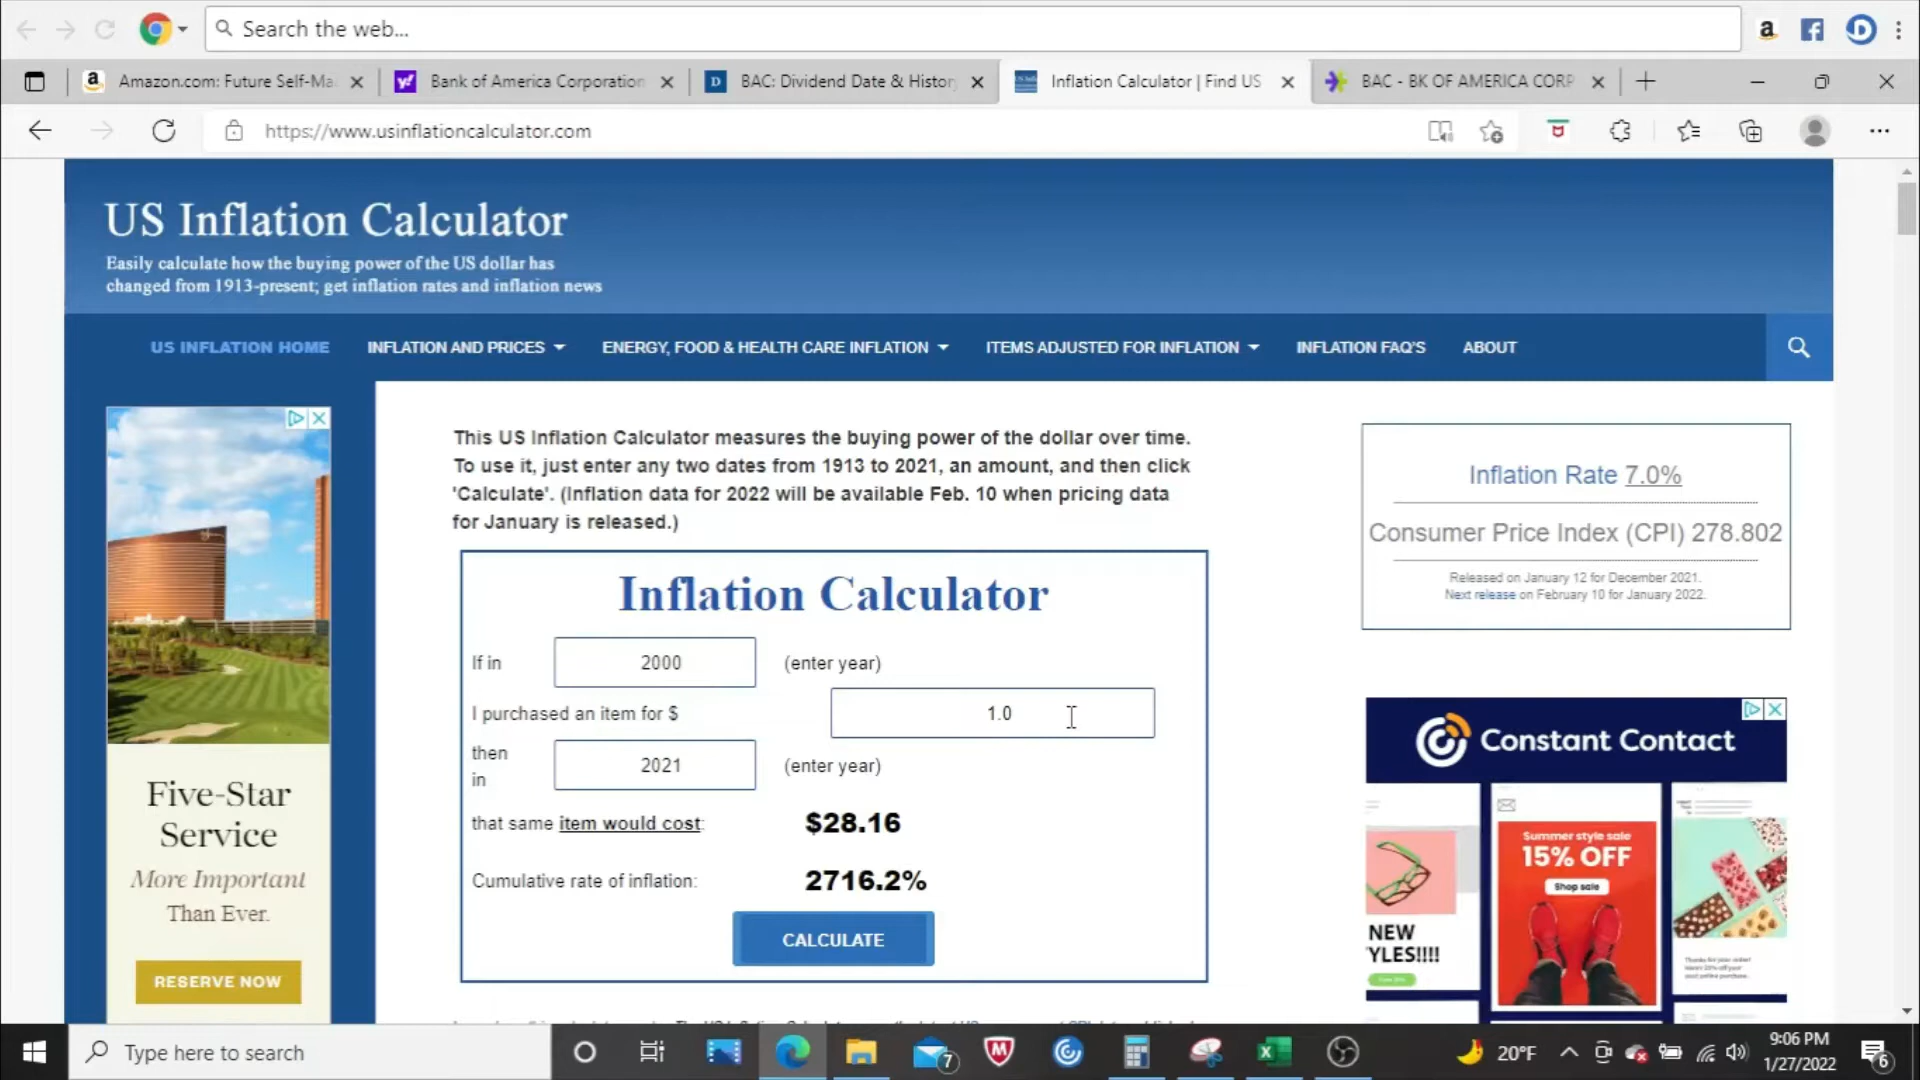 Search the web...
Amazon.com: Future Self-Ma
Bank of America Corporation
BAC: Dividend Date & Histor
Inflation Calculator | Find US
BAC - BK OF AMERICA CORP
https://www.usinflationcalculator.com
US Inflation Calculator
Easily calculate how the buying power of the US dollar has
changed from 1913-present; get inflation rates and inflation news
US INFLATION HOME
INFLATION AND PRICES
ENERGY, FOOD & HEALTH CARE INFLATION
ITEMS ADJUSTED FOR INFLATION
INFLATION FAQ'S
ABOUT
This US Inflation Calculator measures the buying power of the dollar over time.
To use it, just enter any two dates from 1913 to 2021, an amount, and then click
'Calculate'. (Inflation data for 2022 will be available Feb. 10 when pricing data
for January is released.)
Inflation Calculator
If in 2000 (enter year)
I purchased an item for $ 1.0
then
in 2021 (enter year)
that same item would cost: $28.16
Cumulative rate of inflation: 2716.2%
CALCULATE
Inflation Rate 7.0%
Consumer Price Index (CPI) 278.802
Released on January 12 for December 2021.
Next release on February 10 for January 2022.
Five-Star
Service
More Important
Than Ever.
RESERVE NOW
Constant Contact
Summer style sale
15% OFF
Shop sale
NEW
YLES!!!!
Type here to search
7
20°F
9:06 PM
1/27/2022
6